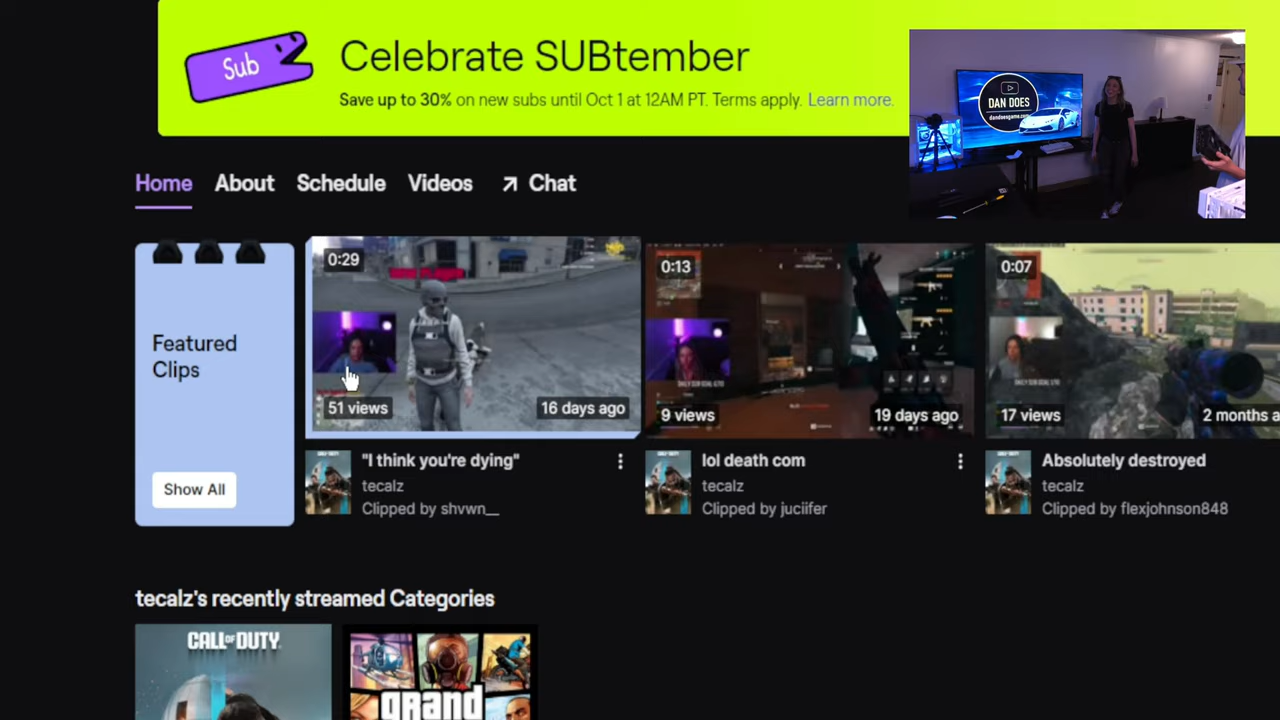 Sub
Celebrate SUBtember
Save up to 30% on new subs until Oct 1 at 12AM PT. Terms apply. Learn more.
DAN DOES
dandoesgame.com
Home
About
Schedule
Videos
Chat
Featured
Clips
Show All
0:29
51 views
16 days ago
"I think you're dying"
tecalz
Clipped by shvwn__
0:13
9 views
19 days ago
lol death com
tecalz
Clipped by juciifer
0:07
17 views
2 months a
Absolutely destroyed
tecalz
Clipped by flexjohnson848
tecalz's recently streamed Categories
CALL OF DUTY
grand